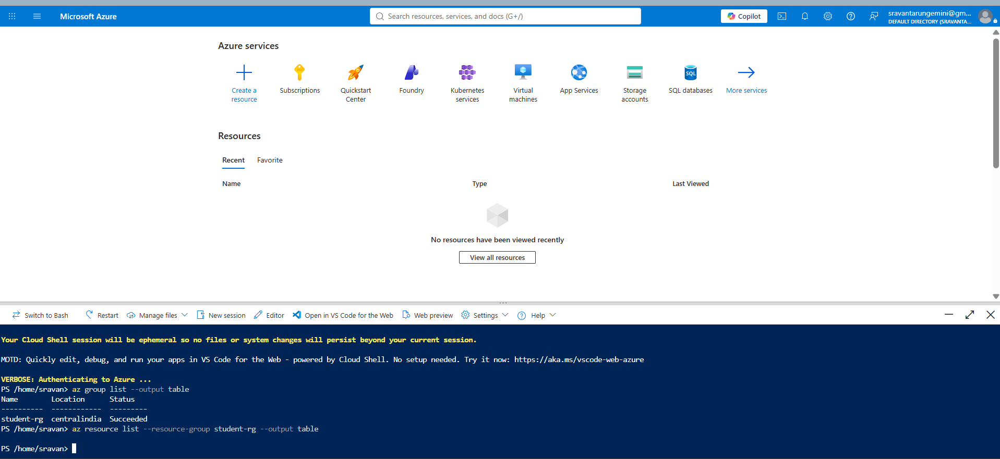 Microsoft Azure
Search resources, services, and docs (G+/)
Copilot
sravantarungemini@gm...
DEFAULT DIRECTORY (SRAVANTA...
Azure services
Create a resource
Subscriptions
Quickstart Center
Foundry
Kubernetes services
Virtual machines
App Services
Storage accounts
SQL
SQL databases
More services
Resources
Recent
Favorite
Name
Type
Last Viewed
No resources have been viewed recently
View all resources
Switch to Bash
Restart
Manage files
New session
Editor
Open in VS Code for the Web
Web preview
Settings
Help
Your Cloud Shell session will be ephemeral so no files or system changes will persist beyond your current session.
MOTD: Quickly edit, debug, and run your apps in VS Code for the Web - powered by Cloud Shell. No setup needed. Try it now: https://aka.ms/vscode-web-azure
VERBOSE: Authenticating to Azure ...
PS /home/sravan> az group list --output table
Name        Location      Status
----------  ------------  ---------
student-rg  centralindia  Succeeded
PS /home/sravan> az resource list --resource-group student-rg --output table
PS /home/sravan>